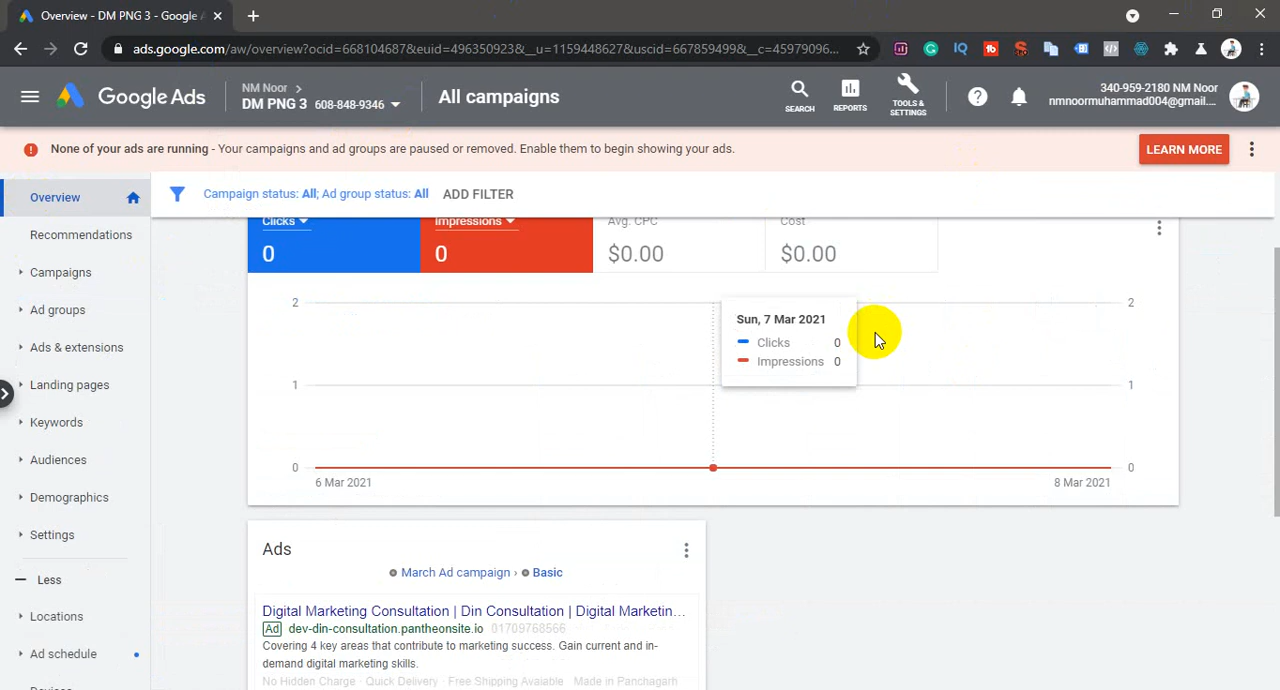 Overview - DM PNG 3 - Google A
ads.google.com/aw/overview?ocid=668104687&euid=496350923&__u=1159448627&uscid=667859499&__c=45979096...
Google Ads
NM Noor
DM PNG 3 608-848-9346
All campaigns
SEARCH
REPORTS
TOOLS &
SETTINGS
340-959-2180 NM Noor
nmnoormuhammad004@gmail....
None of your ads are running - Your campaigns and ad groups are paused or removed. Enable them to begin showing your ads.
LEARN MORE
Overview
Campaign status: All; Ad group status: All
ADD FILTER
Recommendations
Campaigns
Ad groups
Ads & extensions
Landing pages
Keywords
Audiences
Demographics
Settings
Less
Locations
Ad schedule
Devices
Clicks
Impressions
Avg. CPC
Cost
0
0
$0.00
$0.00
2
2
Sun, 7 Mar 2021
Clicks 0
Impressions 0
1
1
0
0
6 Mar 2021
8 Mar 2021
Ads
March Ad campaign › Basic
Digital Marketing Consultation | Din Consultation | Digital Marketin...
Ad dev-din-consultation.pantheonsite.io 01709768566
Covering 4 key areas that contribute to marketing success. Gain current and in-
demand digital marketing skills.
No Hidden Charge · Quick Delivery · Free Shipping Available · Made in Panchagarh